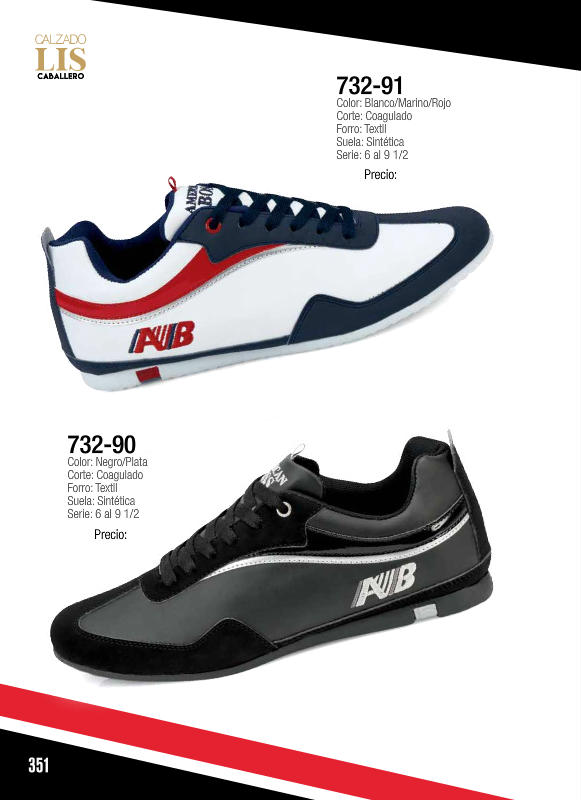 CALZADO
LIS
CABALLERO
732-91
Color: Blanco/Marino/Rojo
Corte: Coagulado
Forro: Textil
Suela: Sintética
Serie: 6 al 9 1/2
Precio:
AB
732-90
Color: Negro/Plata
Corte: Coagulado
Forro: Textil
Suela: Sintética
Serie: 6 al 9 1/2
Precio:
AB
351